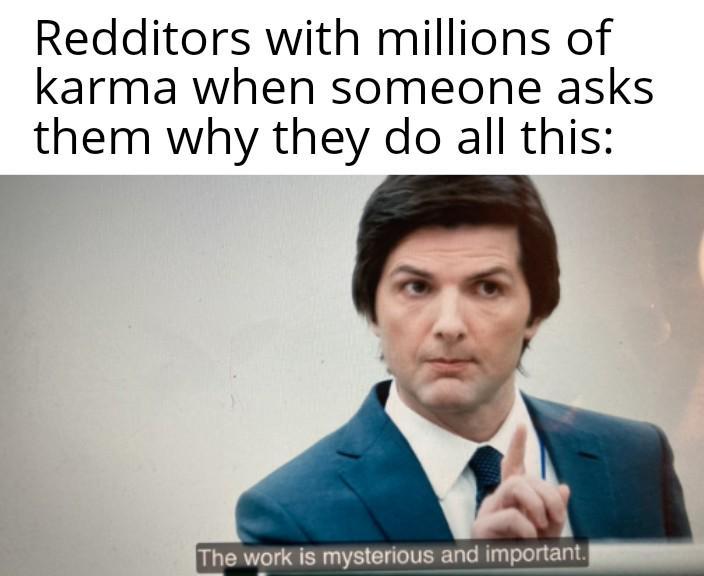 Redditors with millions of
karma when someone asks
them why they do all this:
The work is mysterious and important.